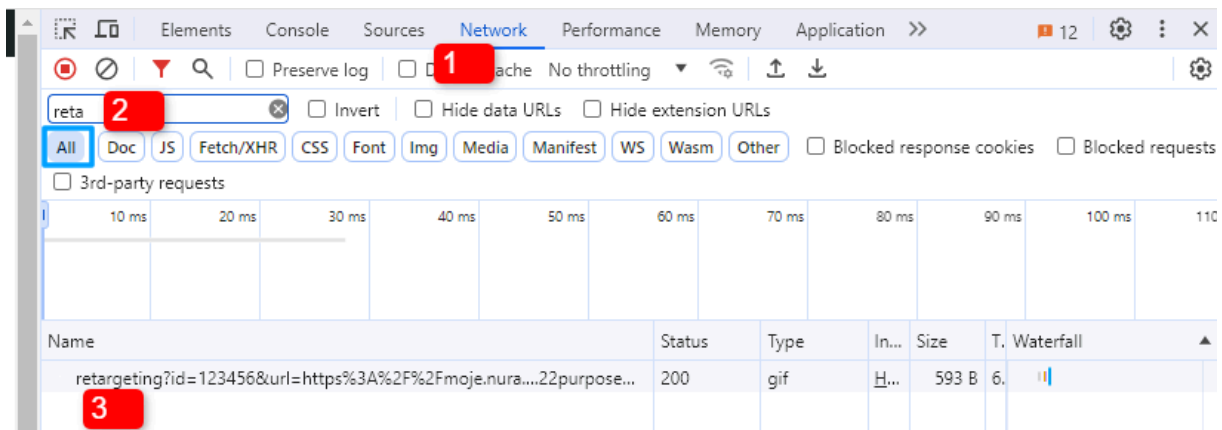 Elements Console Sources Network Performance Memory Application 12
Preserve log 1 ache No throttling
reta 2 Invert Hide data URLs Hide extension URLs
All Doc JS Fetch/XHR CSS Font Img Media Manifest WS Wasm Other Blocked response cookies Blocked requests
3rd-party requests
10 ms 20 ms 30 ms 40 ms 50 ms 60 ms 70 ms 80 ms 90 ms 100 ms 110
Name Status Type In... Size T. Waterfall
retargeting?id=123456&url=https%3A%2F%2Fmoje.nura....22purpose... 200 gif H... 593 B 6.
3